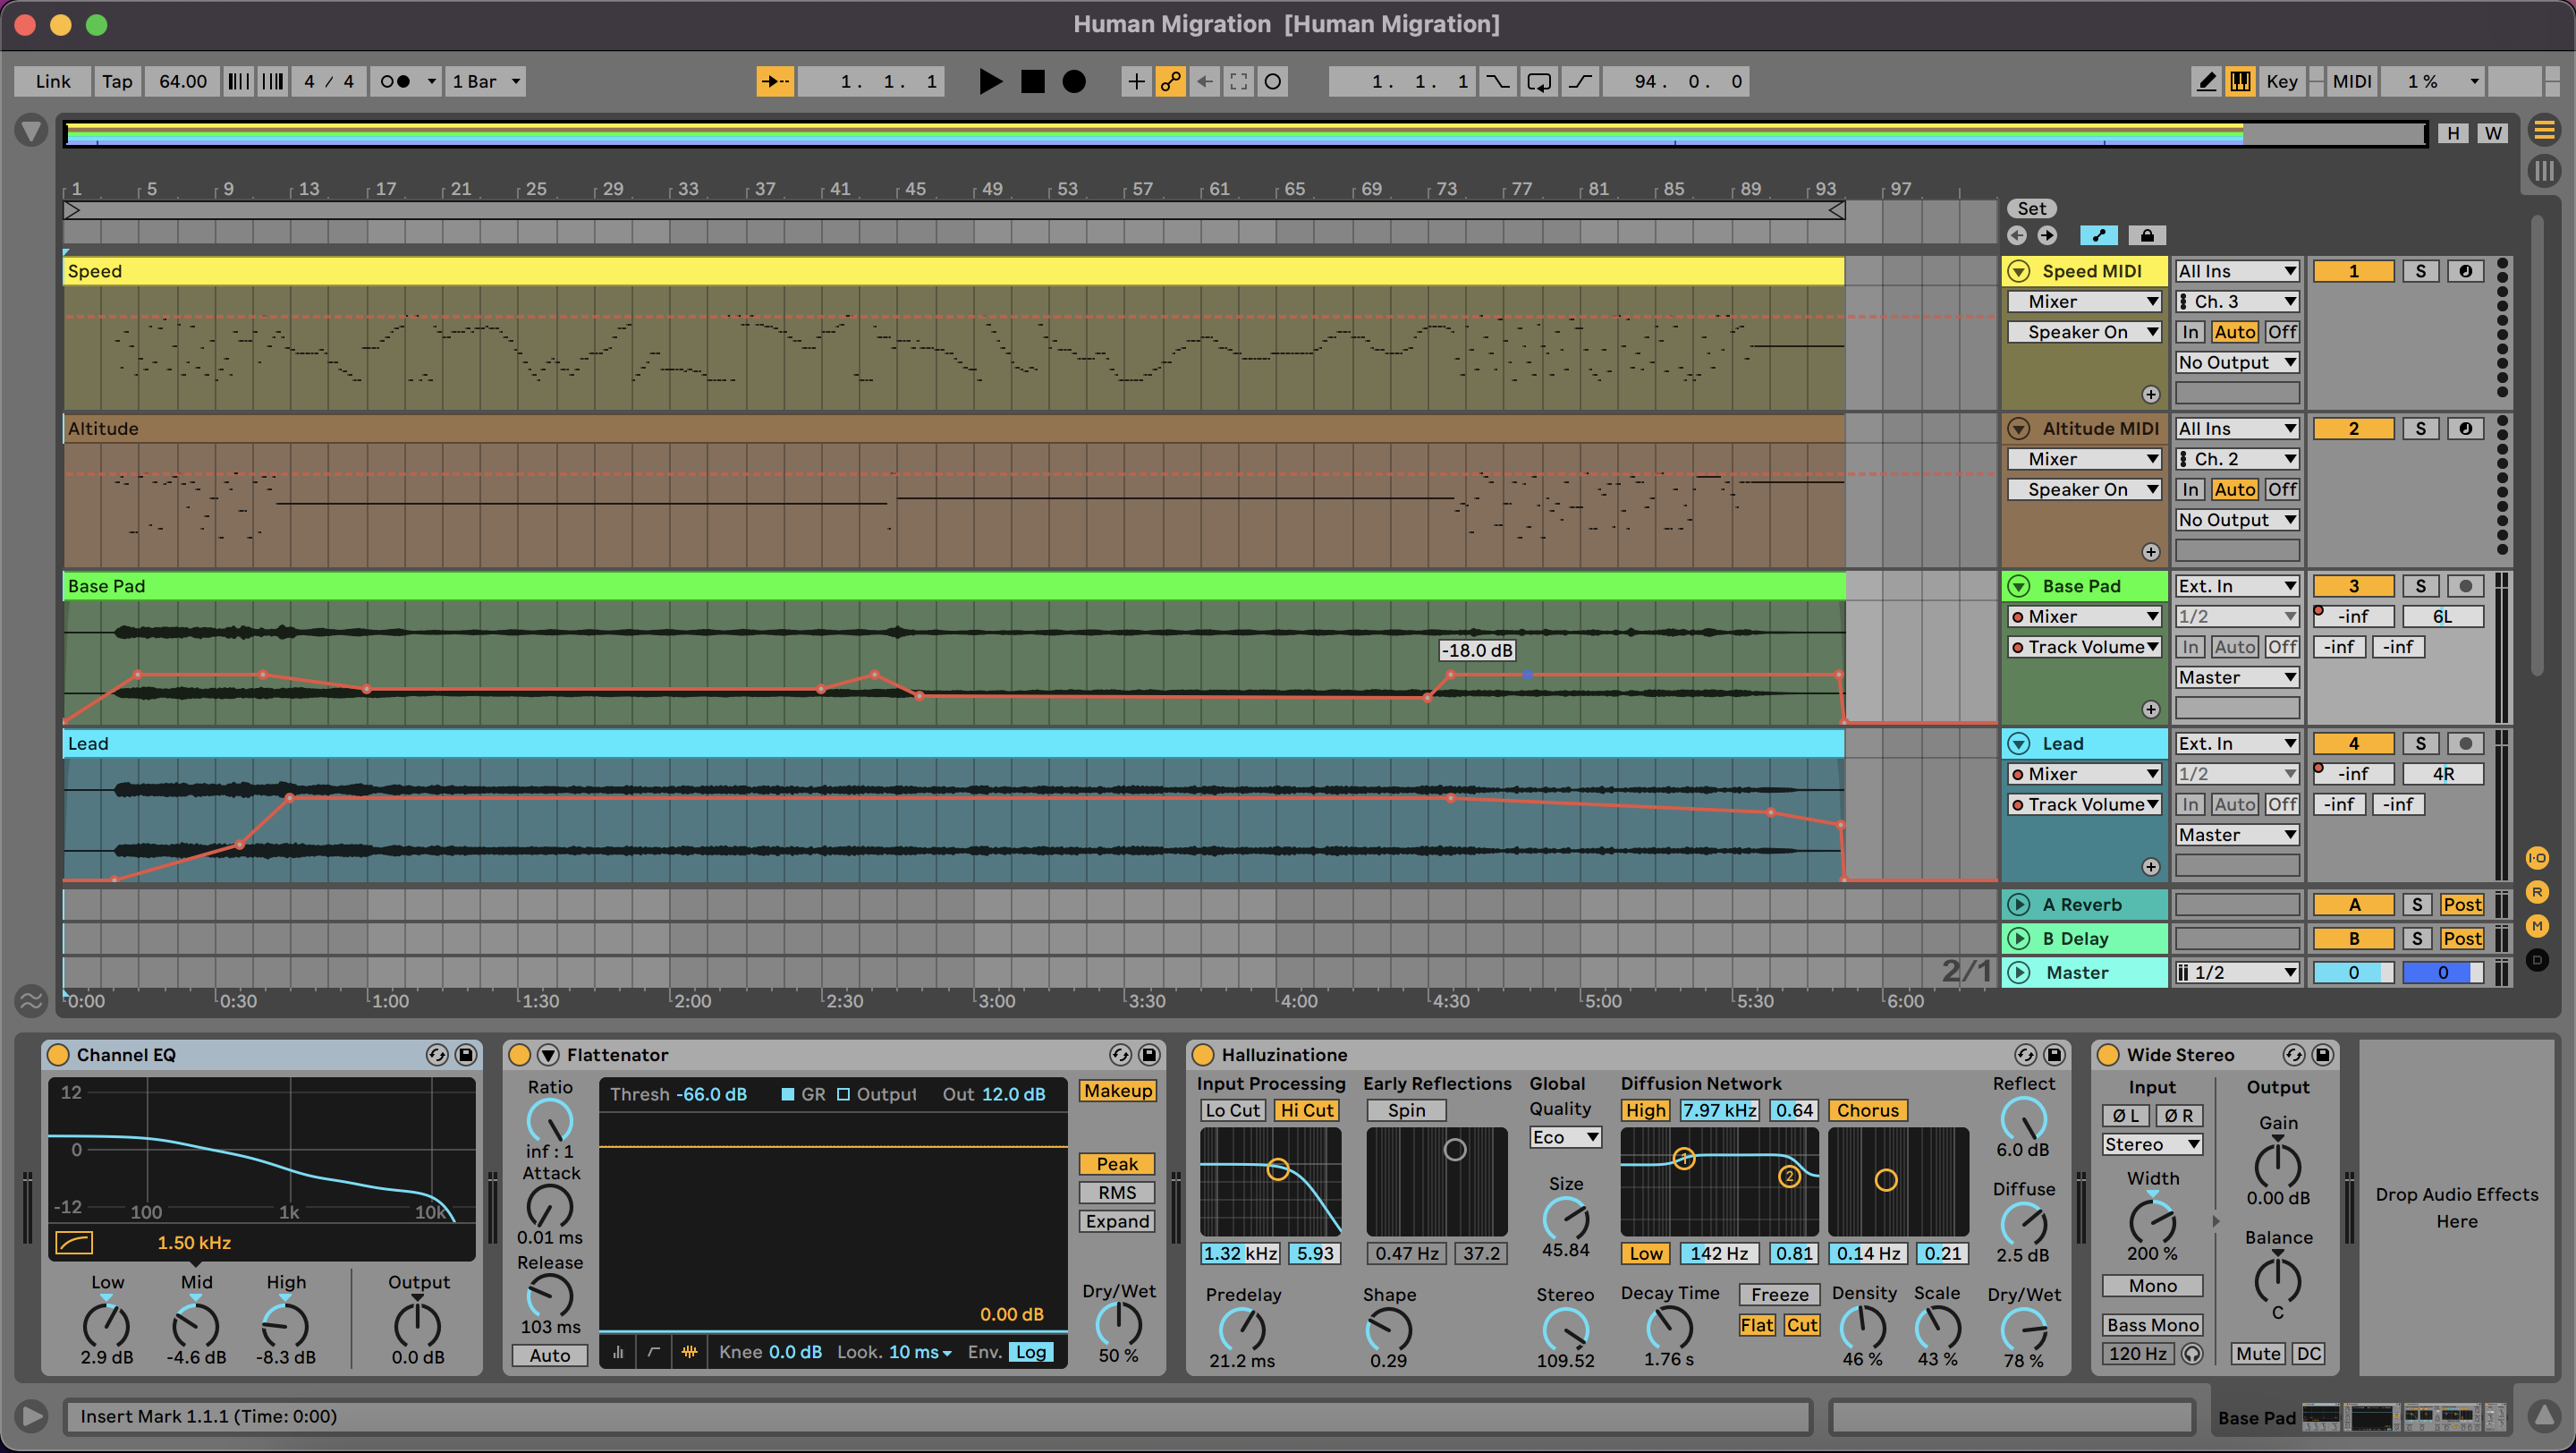 Human Migration [Human Migration]
Link Tap 64.00 4 / 4 1 Bar 1. 1. 1 1. 1. 1 94. 0. 0 Key MIDI 1 %
H W
1 5 9 13 17 21 25 29 33 37 41 45 49 53 57 61 65 69 73 77 81 85 89 93 97
Set
Speed Speed MIDI All Ins 1 S
Mixer Ch. 3
Speaker On In Auto Off
No Output
Altitude Altitude MIDI All Ins 2 S
Mixer Ch. 2
Speaker On In Auto Off
No Output
Base Pad Base Pad Ext. In 3 S
Mixer 1/2 -inf 6L
-18.0 dB Track Volume In Auto Off -inf -inf
Master
Lead Lead Ext. In 4 S
Mixer 1/2 -inf 4R
Track Volume In Auto Off -inf -inf
Master
I·O
A Reverb A S Post R
B Delay B S Post M
2/1 Master 1/2 0 0 D
0:00 0:30 1:00 1:30 2:00 2:30 3:00 3:30 4:00 4:30 5:00 5:30 6:00
Channel EQ
12
0
-12 100 1k 10k
1.50 kHz
Low Mid High Output
2.9 dB -4.6 dB -8.3 dB 0.0 dB
Flattenator
Ratio
inf : 1
Attack
0.01 ms
Release
103 ms
Auto
Thresh -66.0 dB GR Output Out 12.0 dB
0.00 dB
Knee 0.0 dB Look. 10 ms Env. Log
Makeup
Peak
RMS
Expand
Dry/Wet
50 %
Halluzinatione
Input Processing
Lo Cut Hi Cut
1.32 kHz 5.93
Predelay
21.2 ms
Early Reflections
Spin
0.47 Hz 37.2
Shape
0.29
Global
Quality
Eco
Size
45.84
Stereo
109.52
Diffusion Network
High 7.97 kHz 0.64 Chorus
1 2
Low 142 Hz 0.81 0.14 Hz 0.21
Decay Time Freeze Density Scale
Flat Cut
1.76 s 46 % 43 %
Reflect
6.0 dB
Diffuse
2.5 dB
Dry/Wet
78 %
Wide Stereo
Input
Ø L Ø R
Stereo
Width
200 %
Mono
Bass Mono
120 Hz
Output
Gain
0.00 dB
Balance
C
Mute DC
Drop Audio Effects
Here
Insert Mark 1.1.1 (Time: 0:00)
Base Pad